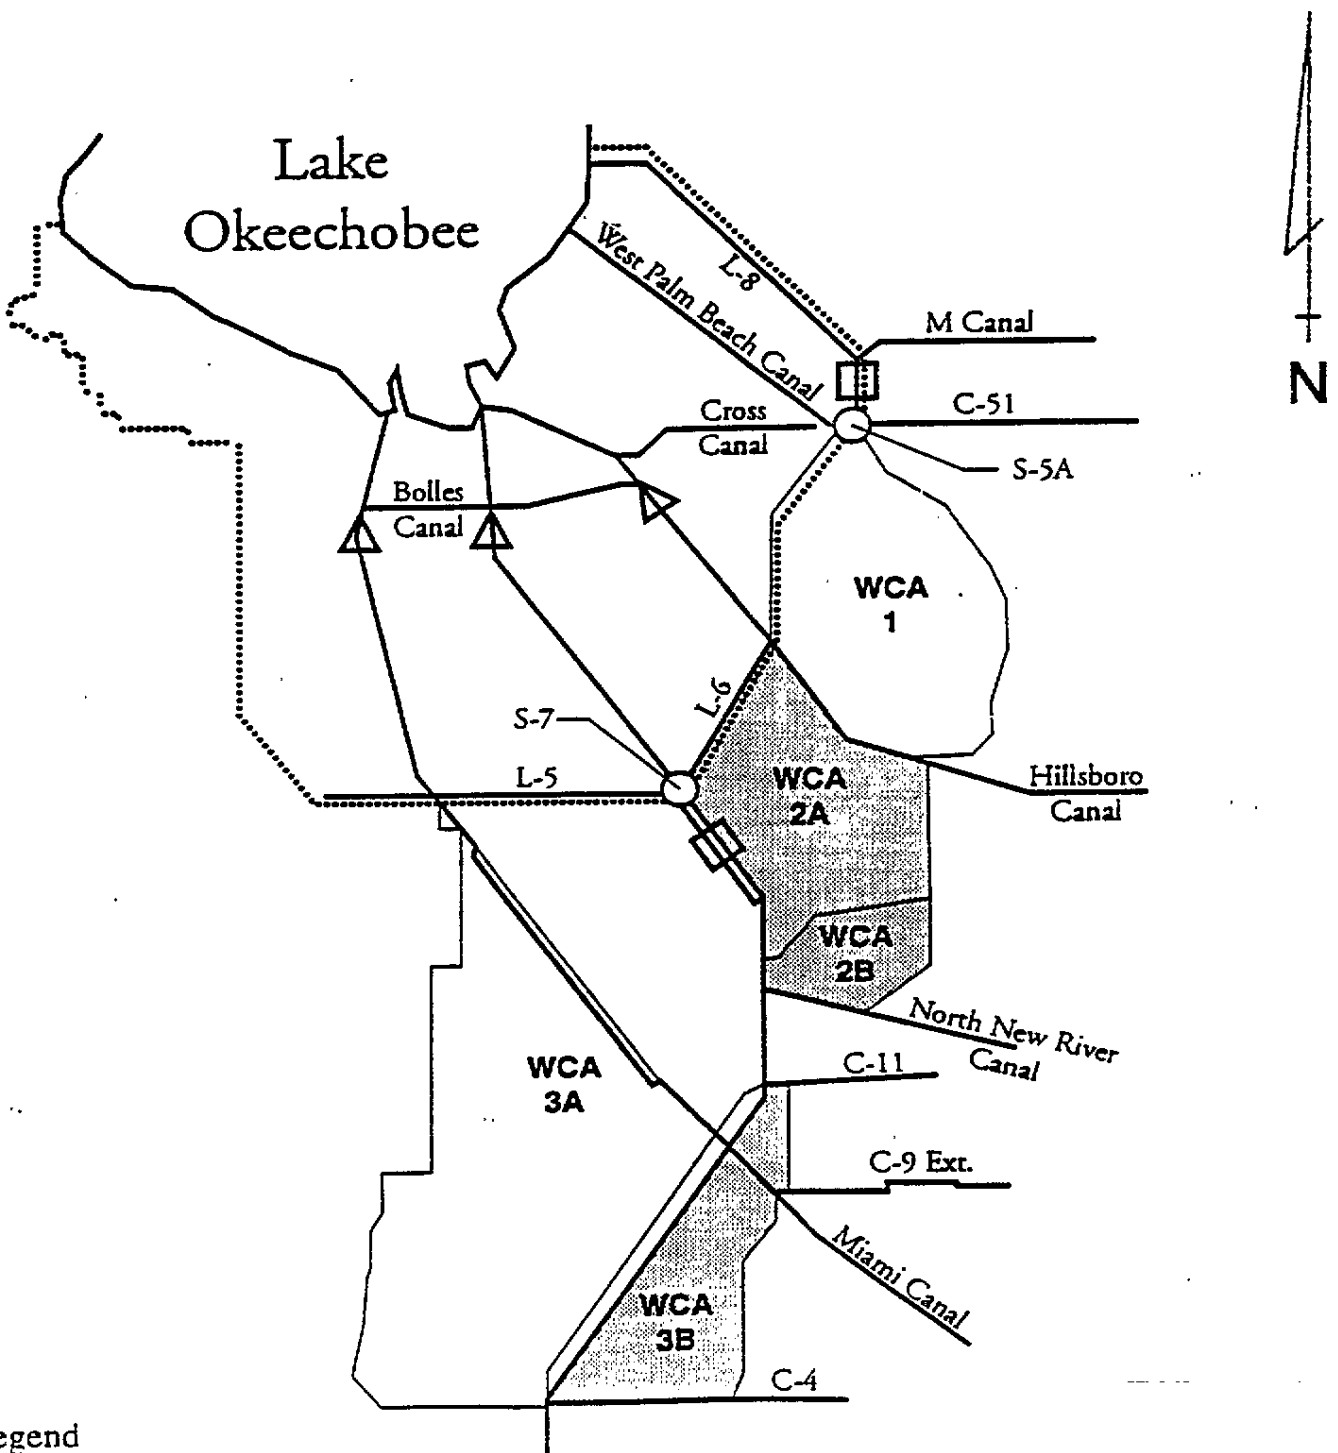 Lake
Okeechobee
West Palm Beach Canal
L-8
M Canal
N
C-51
Cross
Canal
S-5A
Bolles
Canal
WCA
1
L-6
S-7
L-5
WCA
2A
Hillsboro
Canal
WCA
2B
North New River
Canal
C-11
WCA
3A
C-9 Ext.
Miami Canal
WCA
3B
C-4
egend